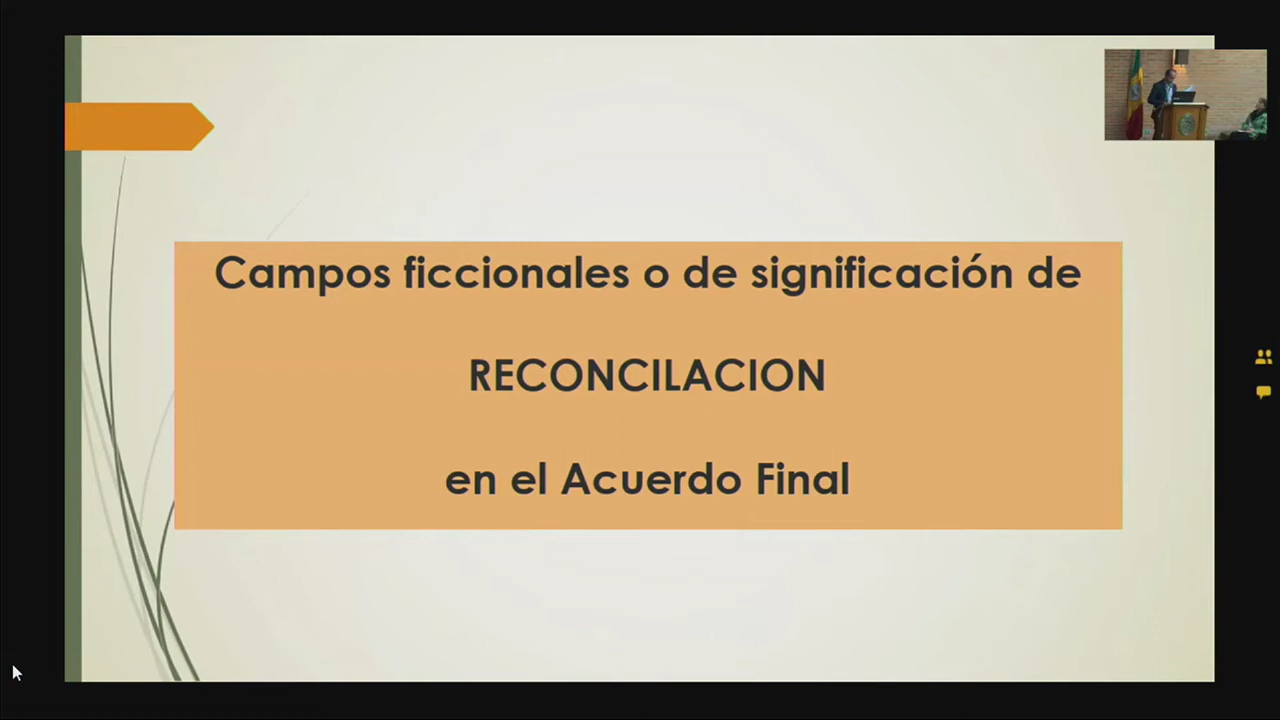 Campos ficcionales o de significación de
RECONCILACION
en el Acuerdo Final